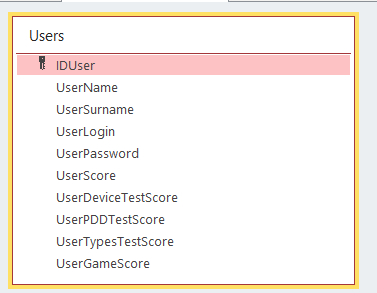 Users
IDUser
UserName
UserSurname
UserLogin
UserPassword
UserScore
UserDeviceTestScore
UserPDDTestScore
UserTypesTestScore
UserGameScore